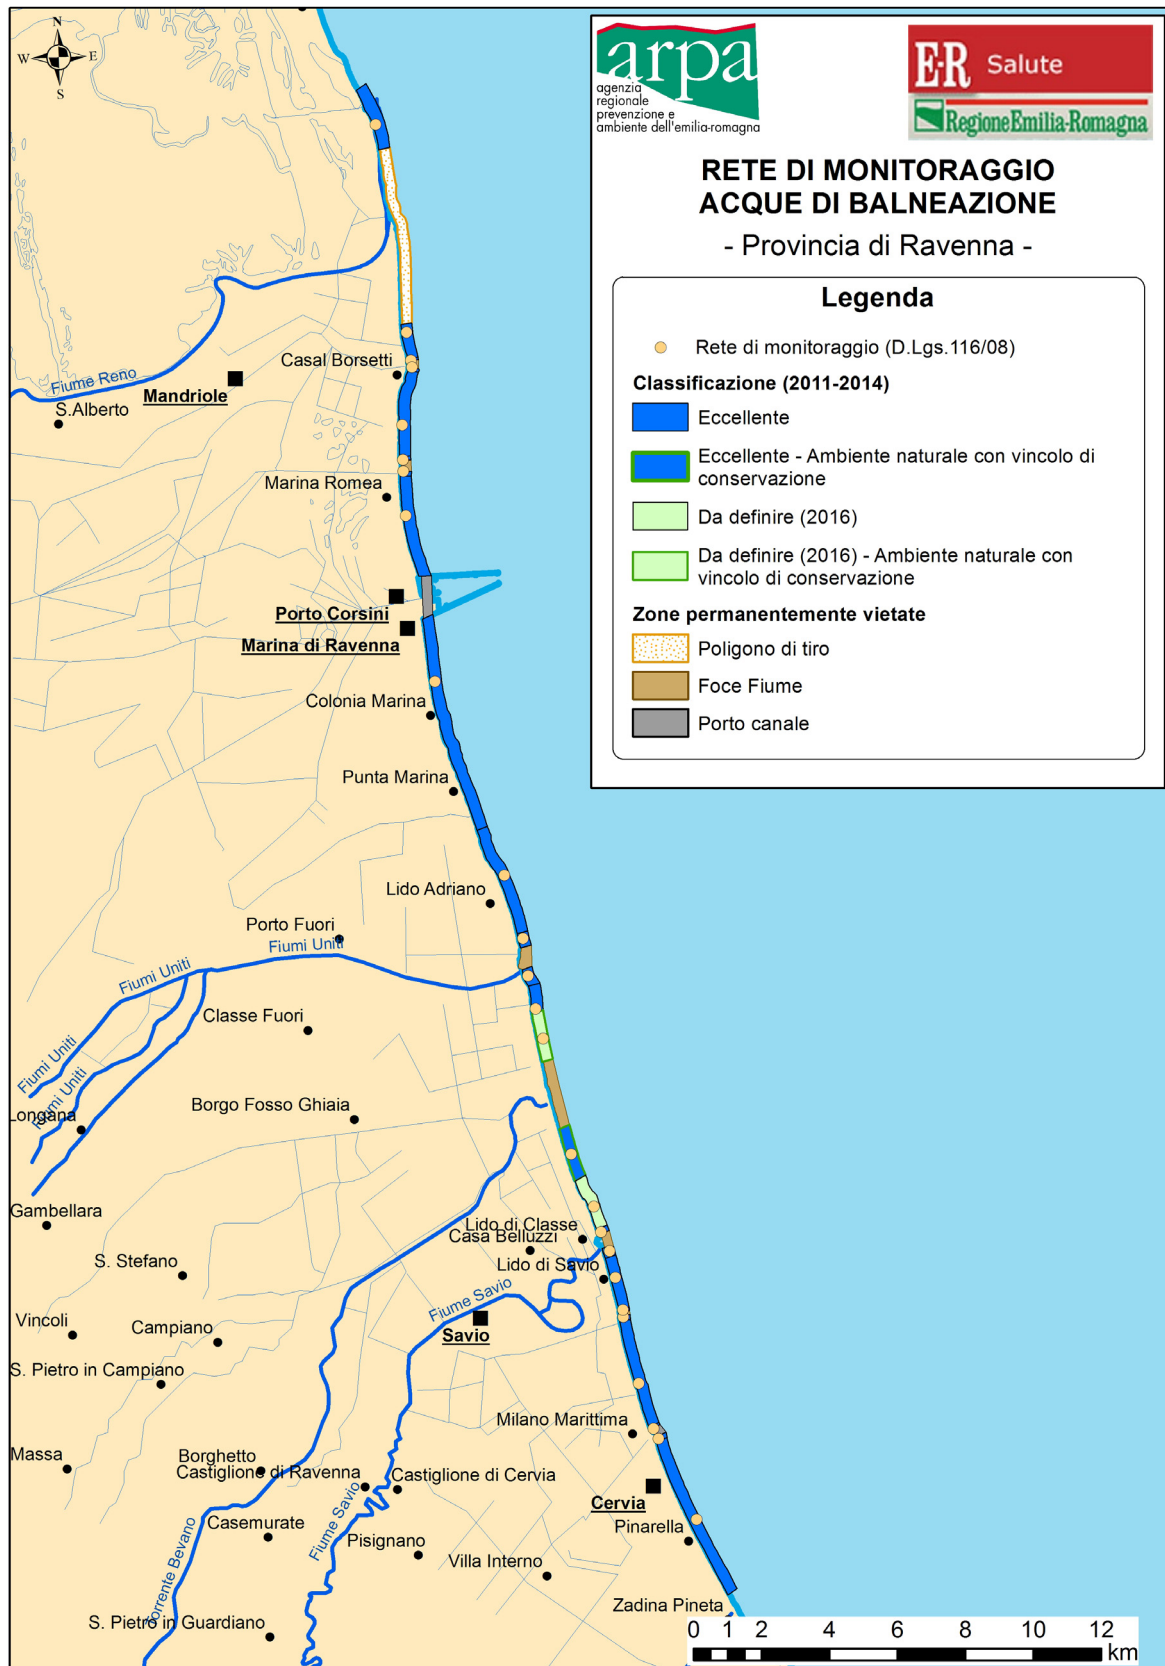 N
W
E
S
arpa
agenzia
regionale
prevenzione e
ambiente dell'emilia-romagna
E-R Salute
RegioneEmilia-Romagna
RETE DI MONITORAGGIO
ACQUE DI BALNEAZIONE
- Provincia di Ravenna -
Legenda
Rete di monitoraggio (D.Lgs.116/08)
Classificazione (2011-2014)
Eccellente
Eccellente - Ambiente naturale con vincolo di
conservazione
Da definire (2016)
Da definire (2016) - Ambiente naturale con
vincolo di conservazione
Zone permanentemente vietate
Poligono di tiro
Foce Fiume
Porto canale
Casal Borsetti
Fiume Reno
Mandriole
S.Alberto
Marina Romea
Porto Corsini
Marina di Ravenna
Colonia Marina
Punta Marina
Lido Adriano
Porto Fuori
Fiumi Uniti
Fiumi Uniti
Classe Fuori
Fiumi Uniti
Fiumi Uniti
Longana
Borgo Fosso Ghiaia
Gambellara
Lido di Classe
Casa Belluzzi
S. Stefano
Lido di Savio
Fiume Savio
Vincoli
Campiano
Savio
S. Pietro in Campiano
Milano Marittima
Massa
Borghetto
Castiglione di Ravenna
Castiglione di Cervia
Cervia
Casemurate
Fiume Savio
Pisignano
Pinarella
Villa Interno
Torrente Bevano
Zadina Pineta
S. Pietro in Guardiano
0 1 2 4 6 8 10 12
km